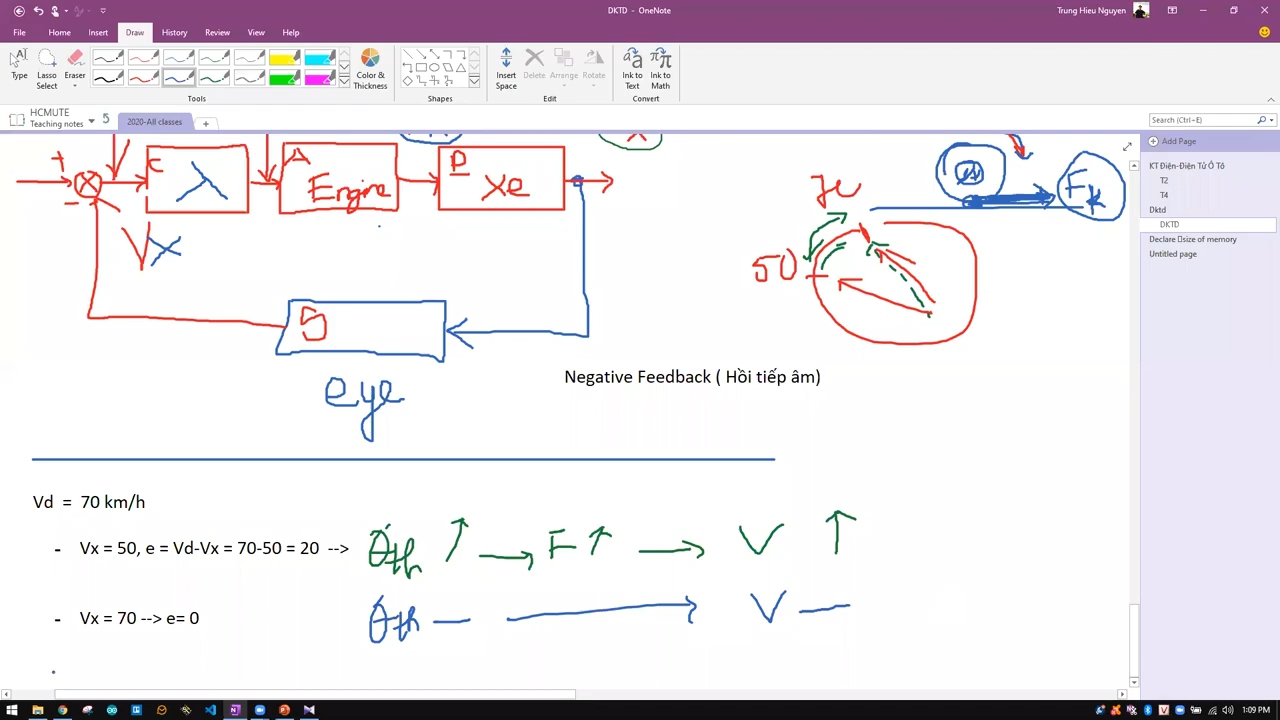 DKTD - OneNote
Trung Hieu Nguyen
File Home Insert Draw History Review View Help
Type
Lasso Select
Eraser
Color & Thickness
Insert Space
Delete
Arrange
Rotate
Ink to Text
Ink to Math
Tools
Shapes
Edit
Convert
HCMUTE
Teaching notes
2020-All classes
+
Search (Ctrl+E)
Add Page
KT Điện-Điện Tử Ô Tô
T2
T4
Dktd
DKTD
Declare size of memory
Untitled page
+
C
λ
A
Engine
P
Xe
-
Vx
S
eye
50
70
Fk
Negative Feedback ( Hồi tiếp âm)
Vd = 70 km/h
- Vx = 50, e = Vd-Vx = 70-50 = 20 --> θth ↑ → F ↑ → V ↑
- Vx = 70 --> e= 0 θth — → V —
1:09 PM